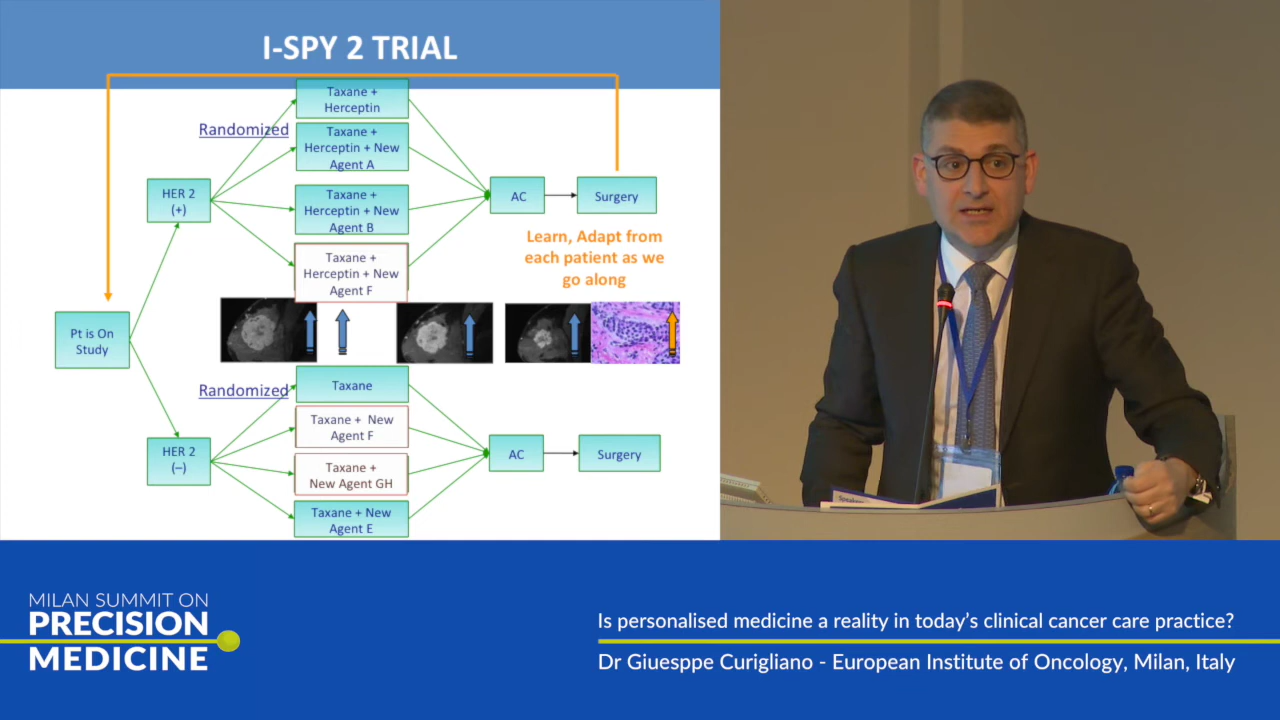 I-SPY 2 TRIAL
Taxane +
Herceptin
Randomized
Taxane +
Herceptin + New
Agent A
HER 2
(+)
Taxane +
Herceptin + New
Agent B
AC
Surgery
Taxane +
Herceptin + New
Agent F
Learn, Adapt from
each patient as we
go along
Pt is On
Study
Randomized
Taxane
Taxane + New
Agent F
HER 2
(–)
Taxane +
New Agent GH
AC
Surgery
Taxane + New
Agent E
Speaker
MILAN SUMMIT ON
PRECISION
MEDICINE
Is personalised medicine a reality in today's clinical cancer care practice?
Dr Giuesppe Curigliano - European Institute of Oncology, Milan, Italy